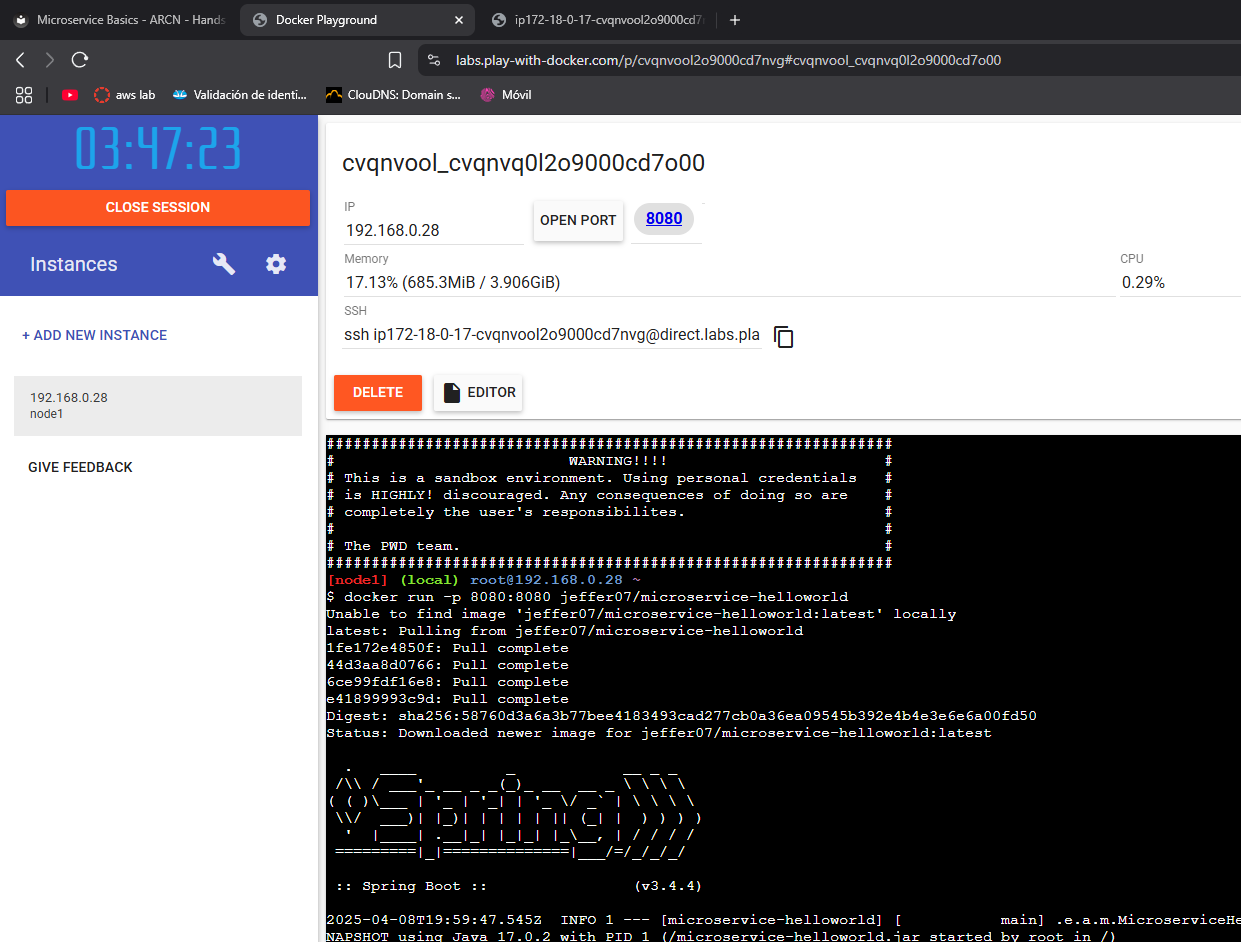 Microservice Basics - ARCN - Hands
Docker Playground
ip172-18-0-17-cvqnvool2o9000cd7
labs.play-with-docker.com/p/cvqnvool2o9000cd7nvg#cvqnvool_cvqnvq0l2o9000cd7o00
aws lab
Validación de identi...
ClouDNS: Domain s...
Móvil
03:47:23
CLOSE SESSION
Instances
+ ADD NEW INSTANCE
192.168.0.28
node1
GIVE FEEDBACK
cvqnvool_cvqnvq0l2o9000cd7o00
IP
192.168.0.28
OPEN PORT
8080
Memory
17.13% (685.3MiB / 3.906GiB)
CPU
0.29%
SSH
ssh ip172-18-0-17-cvqnvool2o9000cd7nvg@direct.labs.pla
DELETE
EDITOR
###############################################################
# WARNING!!!! #
# This is a sandbox environment. Using personal credentials #
# is HIGHLY! discouraged. Any consequences of doing so are #
# completely the user's responsibilites. #
# #
# The PWD team. #
###############################################################
[node1] (local) root@192.168.0.28 ~
$ docker run -p 8080:8080 jeffer07/microservice-helloworld
Unable to find image 'jeffer07/microservice-helloworld:latest' locally
latest: Pulling from jeffer07/microservice-helloworld
1fe172e4850f: Pull complete
44d3aa8d0766: Pull complete
6ce99fdf16e8: Pull complete
e41899993c9d: Pull complete
Digest: sha256:58760d3a6a3b77bee4183493cad277cb0a36ea09545b392e4b4e3e6e6a00fd50
Status: Downloaded newer image for jeffer07/microservice-helloworld:latest
Spring
:: Spring Boot :: (v3.4.4)
2025-04-08T19:59:47.545Z INFO 1 --- [microservice-helloworld] [ main] .e.a.m.MicroserviceHe
NAPSHOT using Java 17.0.2 with PID 1 (/microservice-helloworld.jar started by root in /)